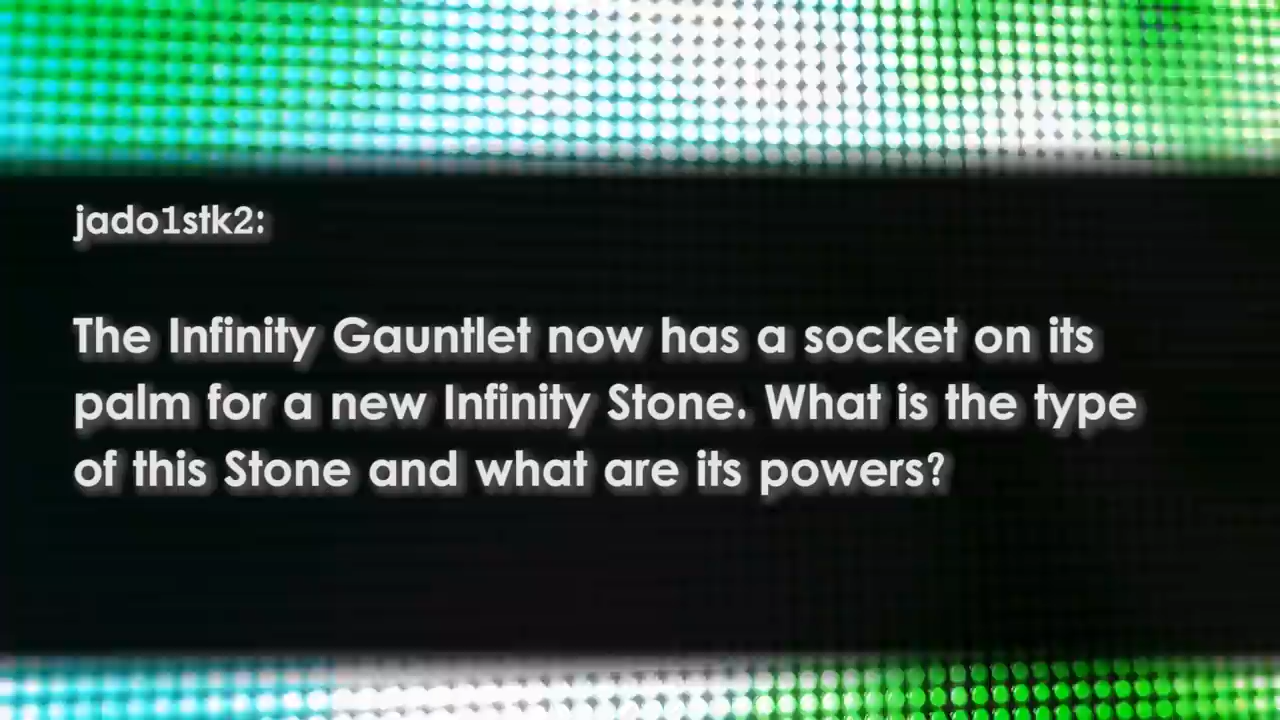 jado1stk2:
The Infinity Gauntlet now has a socket on its
palm for a new Infinity Stone. What is the type
of this Stone and what are its powers?